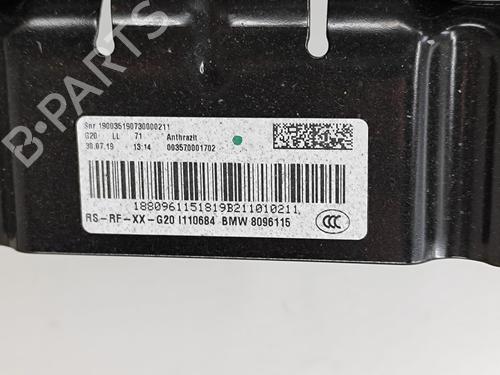 Snr 190035190730000211
G20 LL 71 Anthrazit
30.07.19 13:14 003570001702
1880961151819B211010211
RS-RF-XX-G20 I110684 BMW 8096115
CCC
B-PARTS